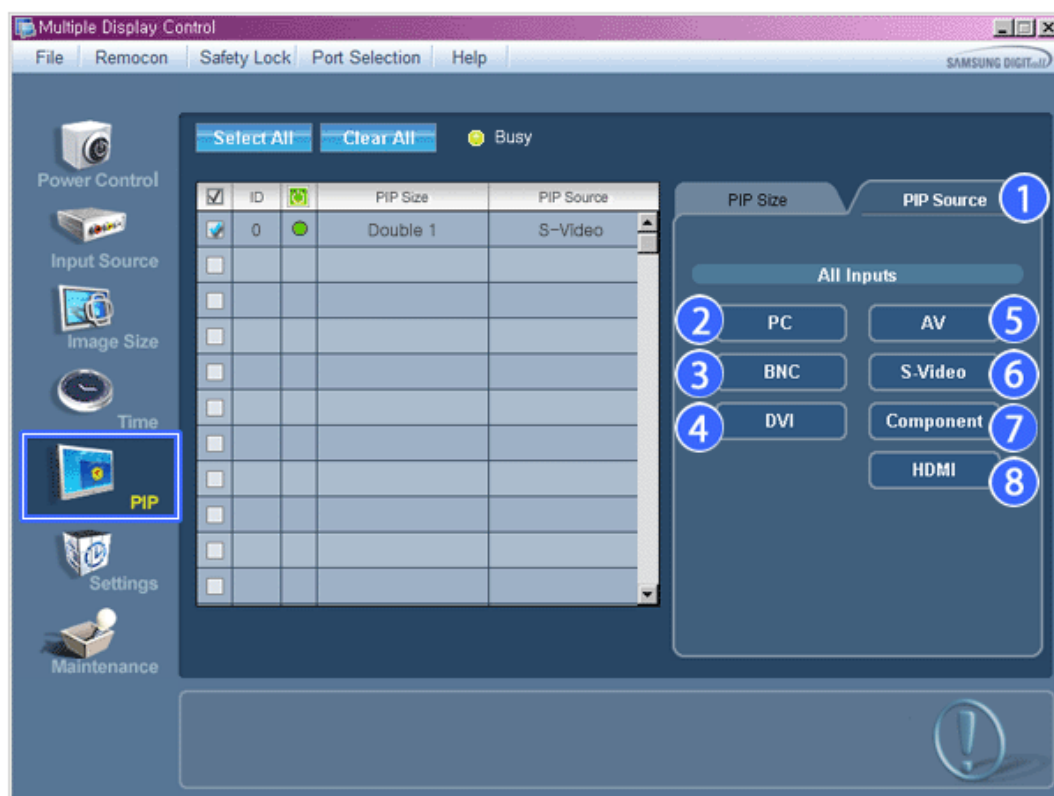 Multiple Display Control
File Remocon Safety Lock Port Selection Help
SAMSUNG DIGITall
Select All Clear All Busy
Power Control
Input Source
Image Size
Time
PIP
Settings
Maintenance
ID PIP Size PIP Source
0 Double 1 S-Video
PIP Size PIP Source 1
All Inputs
2 PC AV 5
3 BNC S-Video 6
4 DVI Component 7
HDMI 8